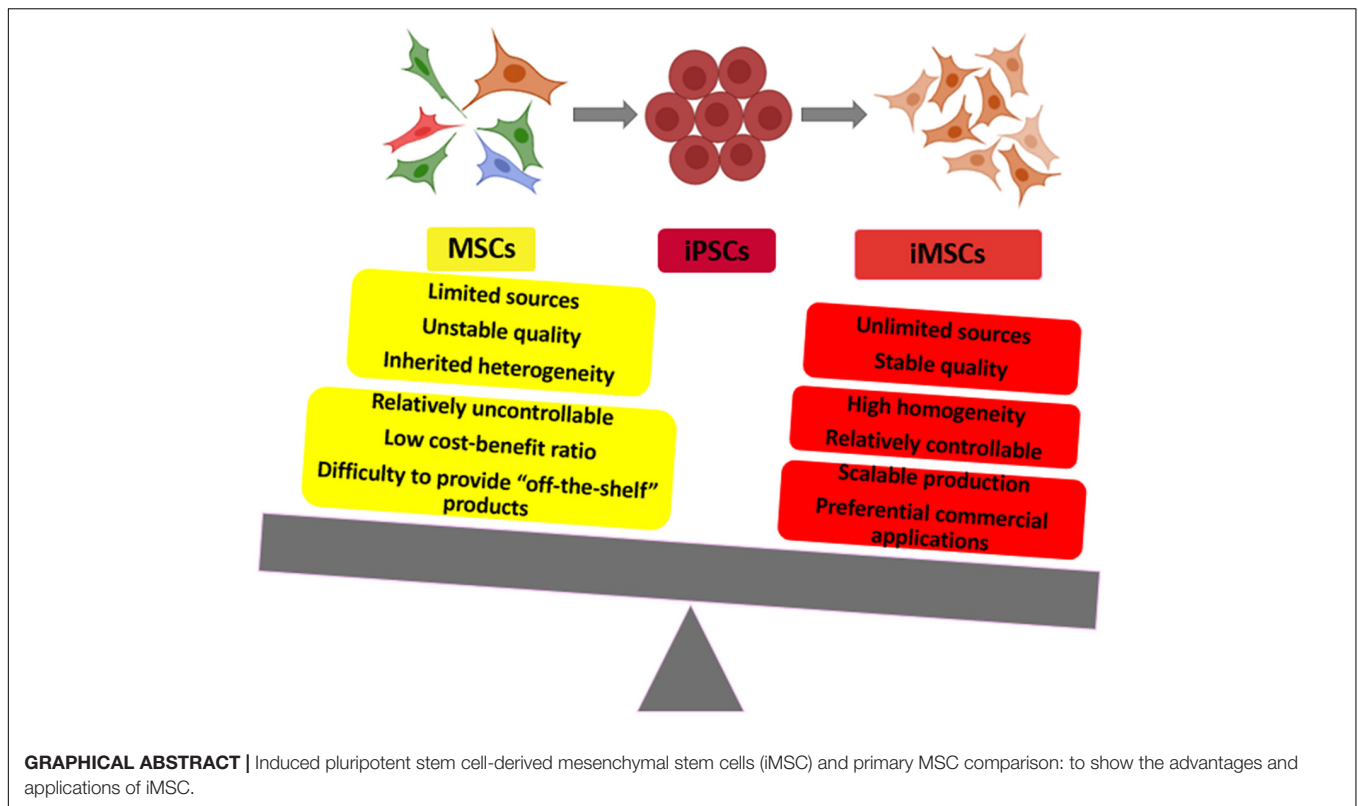 MSCs
iPSCs
iMSCs
Limited sources
Unstable quality
Inherited heterogeneity
Relatively uncontrollable
Low cost-benefit ratio
Difficulty to provide “off-the-shelf”
products
Unlimited sources
Stable quality
High homogeneity
Relatively controllable
Scalable production
Preferential commercial
applications
GRAPHICAL ABSTRACT | Induced pluripotent stem cell-derived mesenchymal stem cells (iMSC) and primary MSC comparison: to show the advantages and
applications of iMSC.